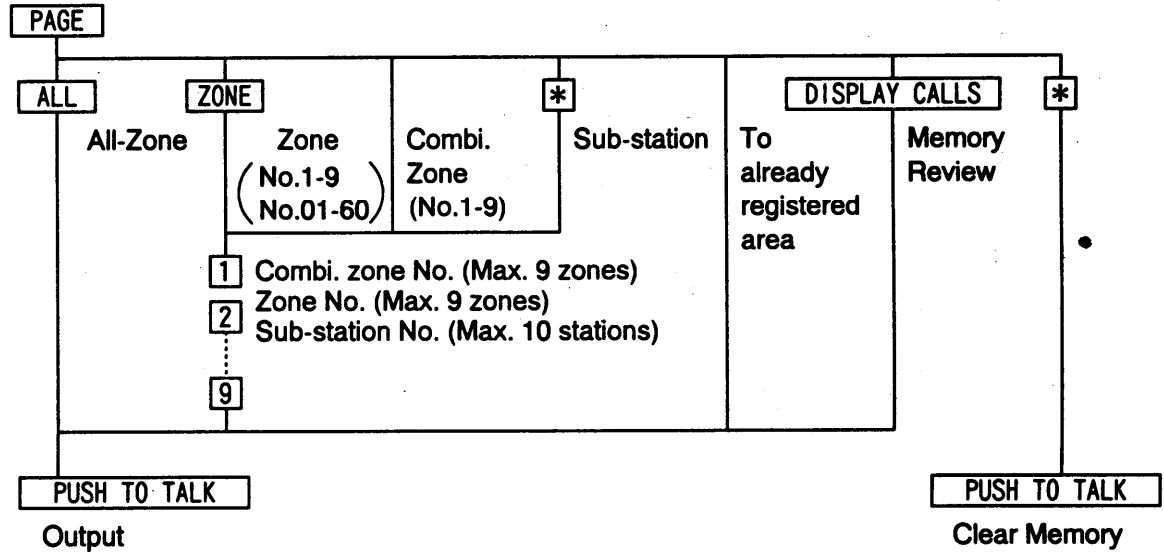 PAGE
ALL
ZONE
*
DISPLAY CALLS
*
All-Zone
Zone
(No.1-9
No.01-60)
Combi.
Zone
(No.1-9)
Sub-station
To
already
registered
area
Memory
Review
1 Combi. zone No. (Max. 9 zones)
2 Zone No. (Max. 9 zones)
Sub-station No. (Max. 10 stations)
9
PUSH TO TALK
Output
PUSH TO TALK
Clear Memory